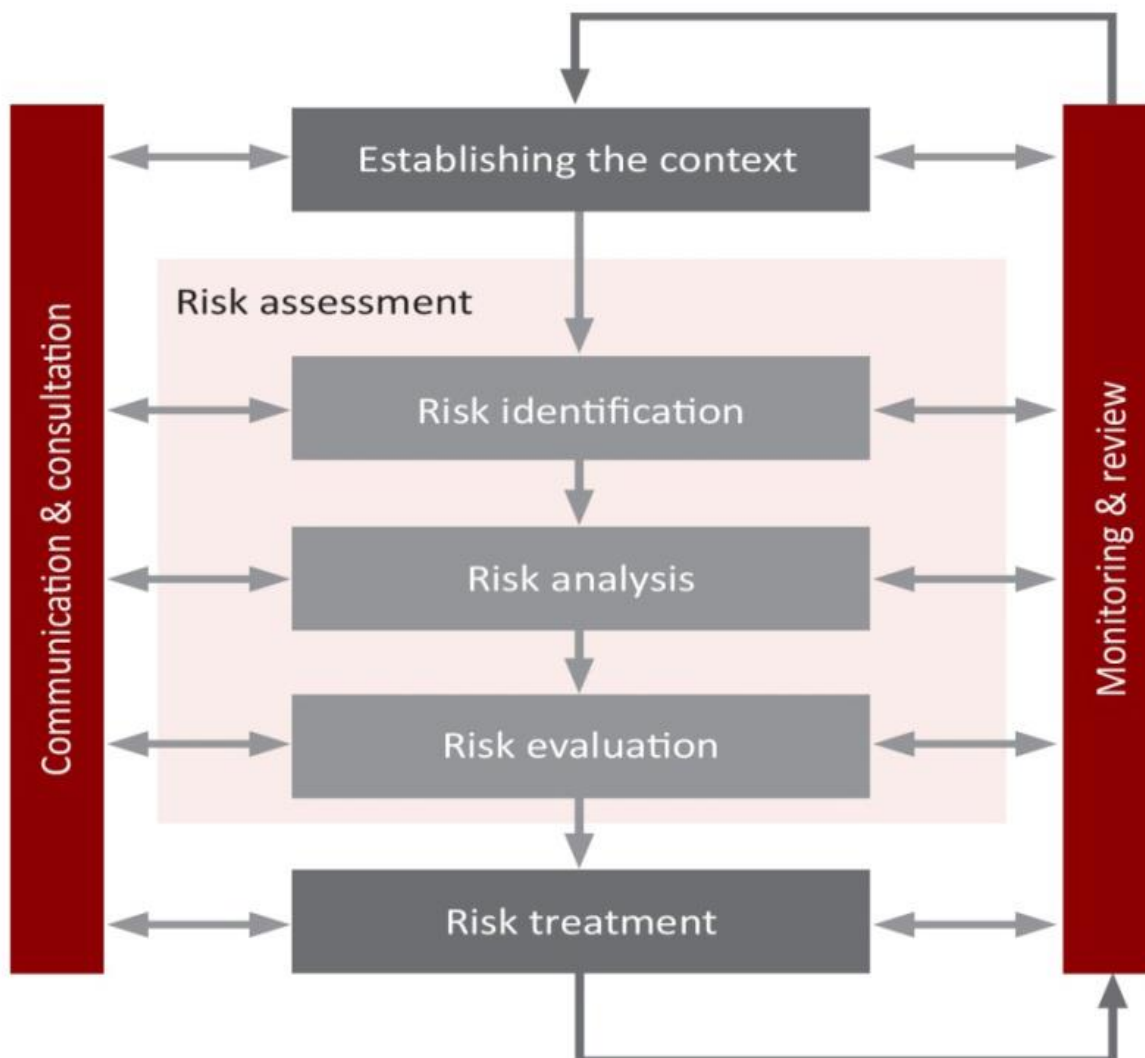 Establishing the context
Risk assessment
Risk identification
Risk analysis
Risk evaluation
Risk treatment
Communication & consultation
Monitoring & review